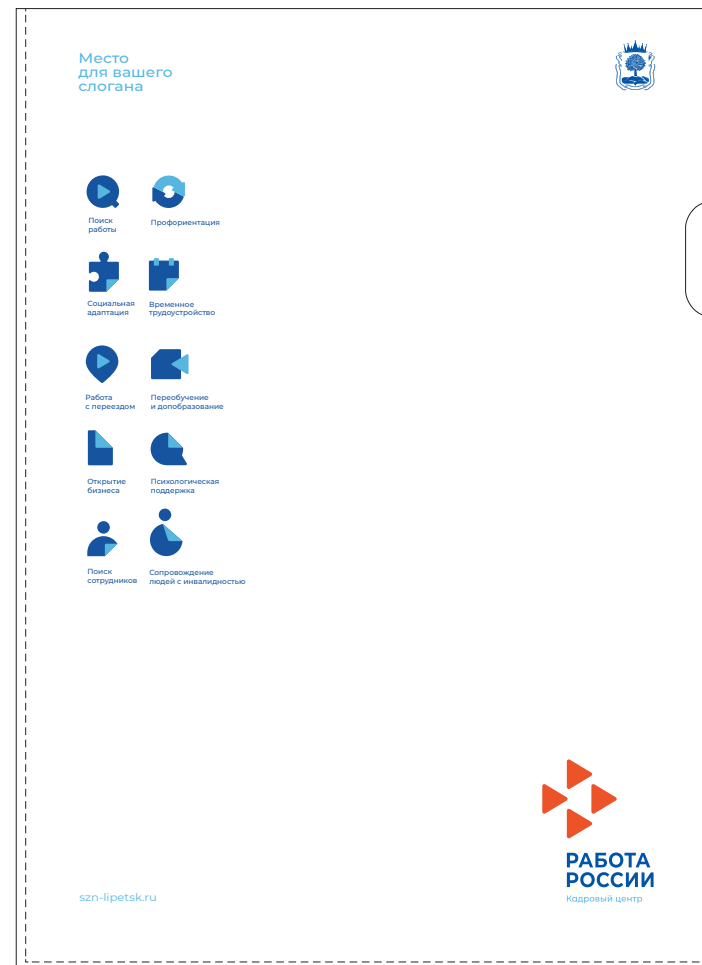 Место
для вашего
слогана
Поиск
работы
Профориентация
Социальная
адаптация
Временное
трудоустройство
Работа
с переездом
Переобучение
и допобразование
Открытие
бизнеса
Психологическая
поддержка
Поиск
сотрудников
Сопровождение
людей с инвалидностью
szn-lipetsk.ru
РАБОТА
РОССИИ
Кадровый центр